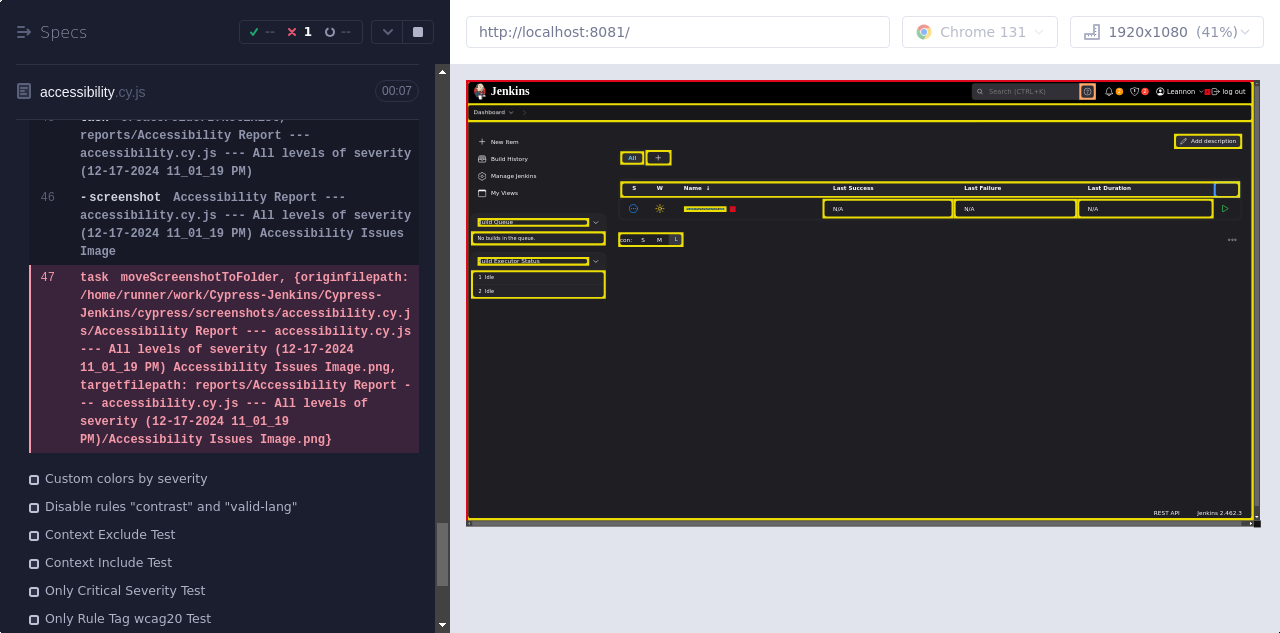 Specs
-- 1 --
accessibility.cy.js
00:07
reports/Accessibility Report ---
accessibility.cy.js --- All levels of severity
(12-17-2024 11_01_19 PM)
46 -screenshot Accessibility Report ---
accessibility.cy.js --- All levels of severity
(12-17-2024 11_01_19 PM) Accessibility Issues
Image
47 task moveScreenshotToFolder, {originfilepath:
/home/runner/work/Cypress-Jenkins/Cypress-
Jenkins/cypress/screenshots/accessibility.cy.j
s/Accessibility Report --- accessibility.cy.js
--- All levels of severity (12-17-2024
11_01_19 PM) Accessibility Issues Image.png,
targetfilepath: reports/Accessibility Report -
-- accessibility.cy.js --- All levels of
severity (12-17-2024 11_01_19
PM)/Accessibility Issues Image.png}
Custom colors by severity
Disable rules "contrast" and "valid-lang"
Context Exclude Test
Context Include Test
Only Critical Severity Test
Only Rule Tag wcag20 Test
http://localhost:8081/
Chrome 131
1920x1080 (41%)
Jenkins
Search (CTRL+K)
Leannon
log out
Dashboard
New Item
Build History
Manage Jenkins
My Views
Build Queue
No builds in the queue.
Build Executor Status
1 Idle
2 Idle
Add description
All +
S W Name ↓ Last Success Last Failure Last Duration
N/A N/A N/A
Icon: S M L
REST API Jenkins 2.462.3